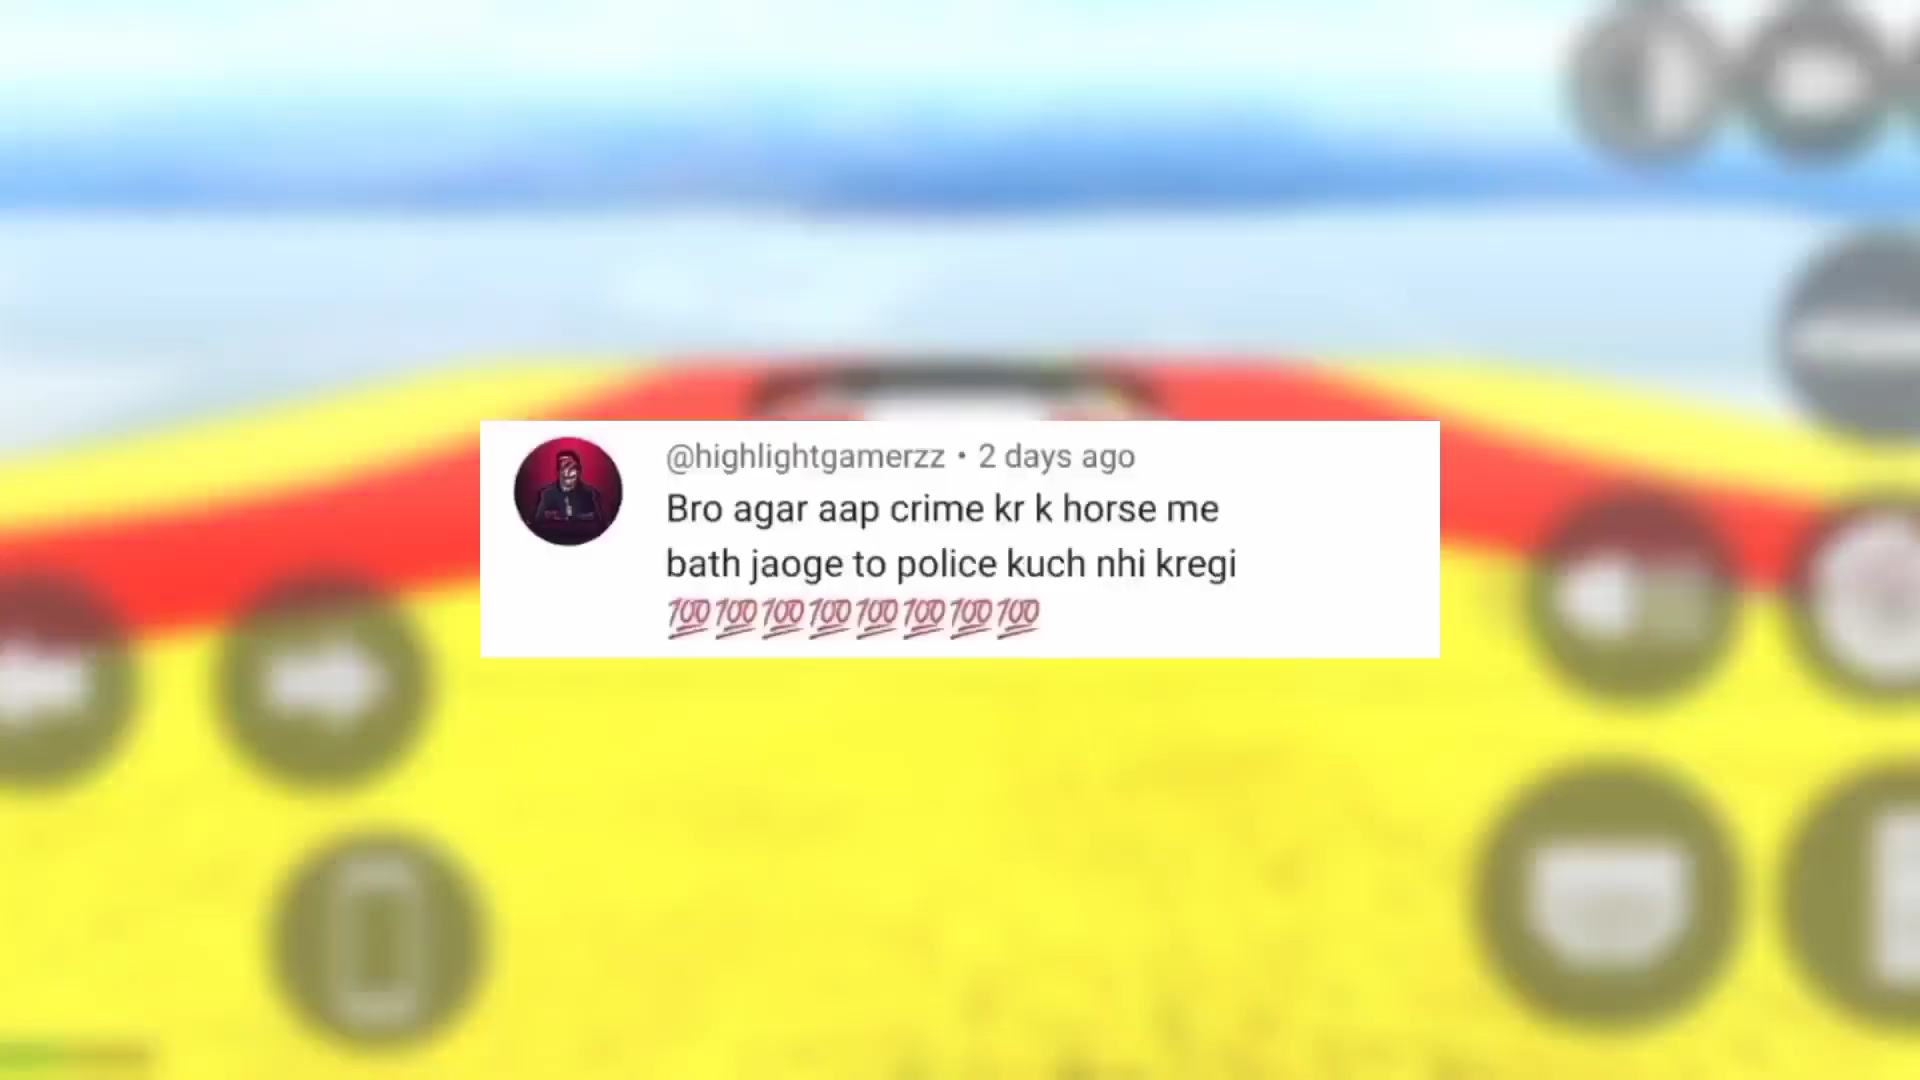 @highlightgamerzz • 2 days ago
Bro agar aap crime kr k horse me
bath jaoge to police kuch nhi kregi
💯💯💯💯💯💯💯💯